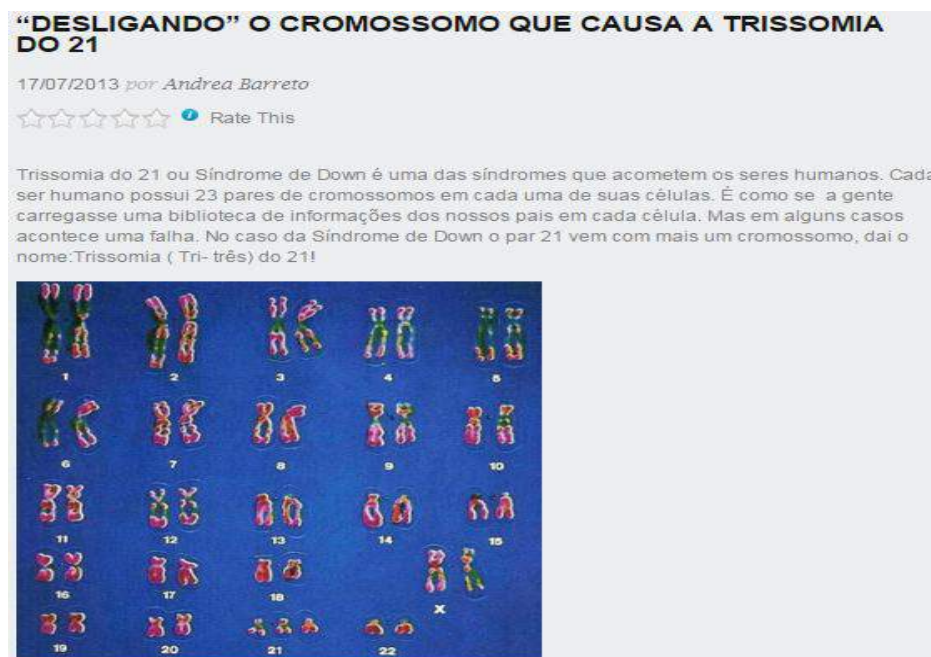 “DESLIGANDO” O CROMOSSOMO QUE CAUSA A TRISSOMIA
DO 21
17/07/2013 por Andrea Barreto
Rate This
Trissomia do 21 ou Síndrome de Down é uma das síndromes que acometem os seres humanos. Cada
ser humano possui 23 pares de cromossomos em cada uma de suas células. É como se a gente
carregasse uma biblioteca de informações dos nossos pais em cada célula. Mas em alguns casos
acontece uma falha. No caso da Síndrome de Down o par 21 vem com mais um cromossomo, dai o
nome:Trissomia ( Tri- três) do 21!
1 2 3 4 5
6 7 8 9 10
11 12 13 14 15
16 17 18 X
19 20 21 22